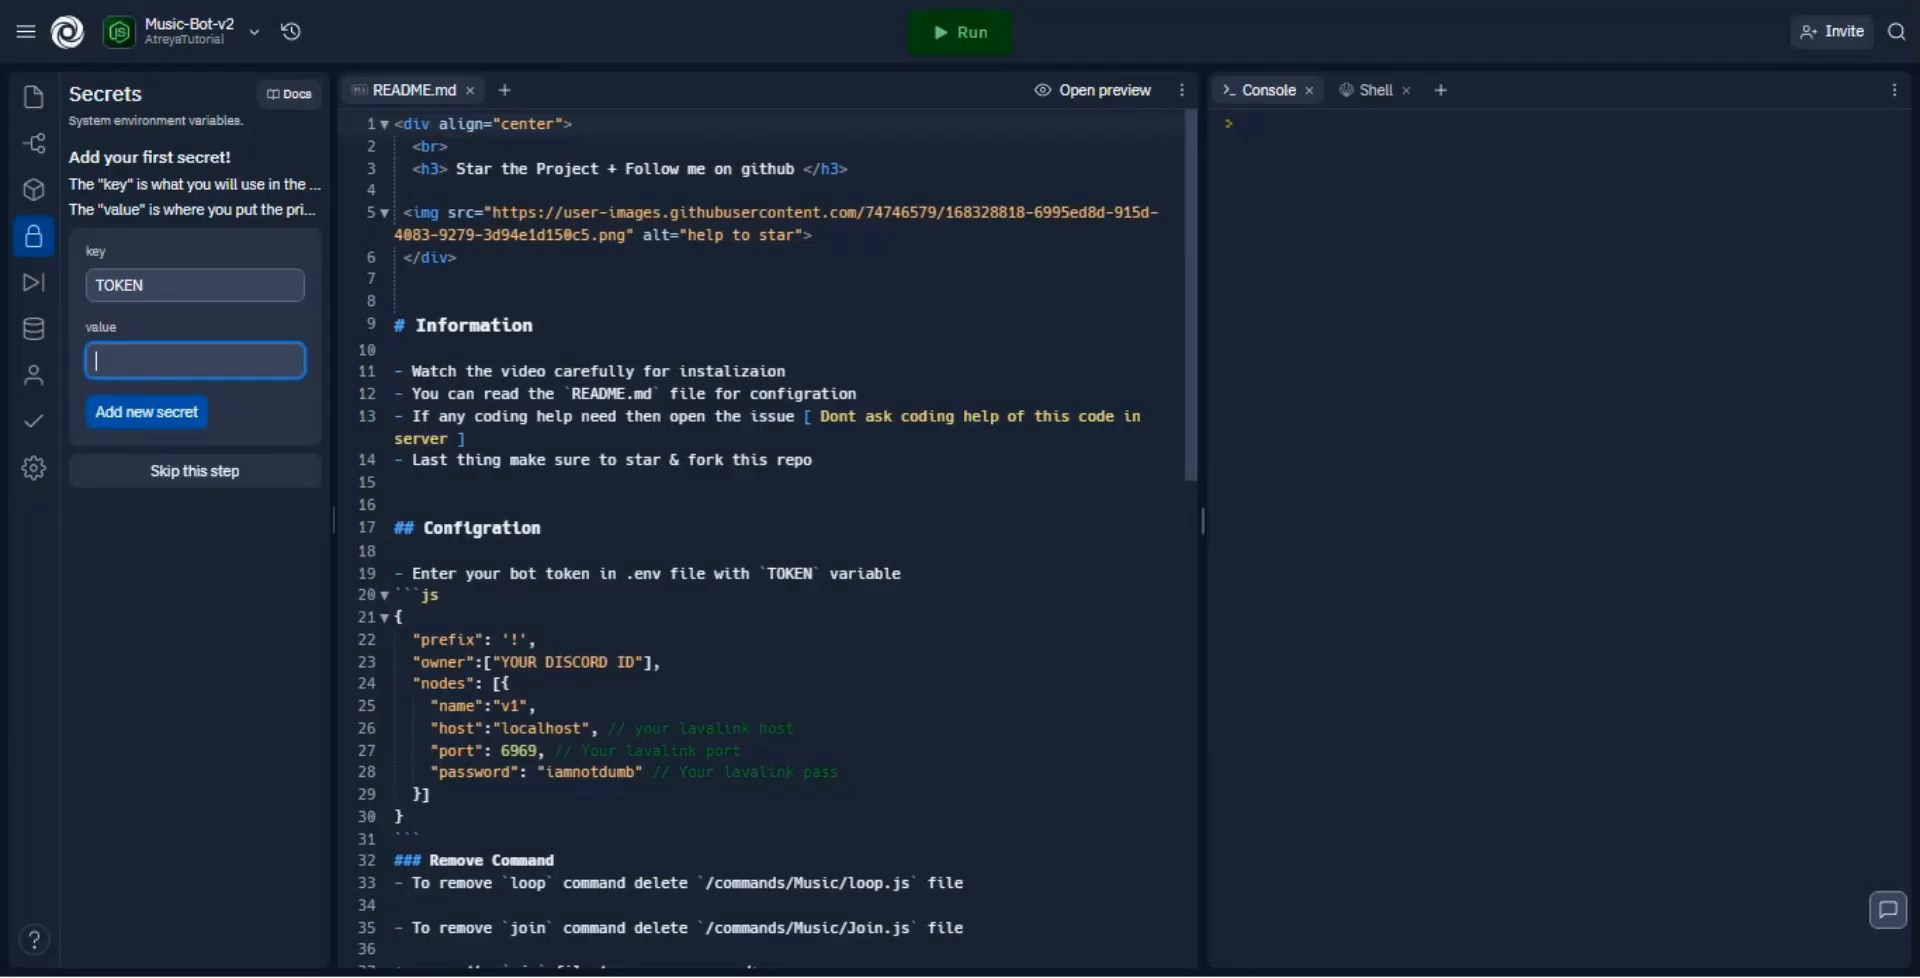 Music-Bot-v2
AtreyaTutorial
Run
Invite
Secrets
Docs
System environment variables.
Add your first secret!
The "key" is what you will use in the ...
The "value" is where you put the pri...
key
TOKEN
value
Add new secret
Skip this step
README.md
Open preview
1 <div align="center">
2 <br>
3 <h3> Star the Project + Follow me on github </h3>
4
5 <img src="https://user-images.githubusercontent.com/74746579/168328818-6995ed8d-915d-
4083-9279-3d94e1d150c5.png" alt="help to star">
6 </div>
7
8
9 # Information
10
11 - Watch the video carefully for instalizaion
12 - You can read the `README.md` file for configration
13 - If any coding help need then open the issue [ Dont ask coding help of this code in
server ]
14 - Last thing make sure to star & fork this repo
15
16
17 ## Configration
18
19 - Enter your bot token in .env file with `TOKEN` variable
20 ```js
21 {
22 "prefix": '!',
23 "owner":["YOUR DISCORD ID"],
24 "nodes": [{
25 "name":"v1",
26 "host":"localhost", // your lavalink host
27 "port": 6969, // Your lavalink port
28 "password": "iamnotdumb" // Your lavalink pass
29 }]
30 }
31 ```
32 ### Remove Command
33 - To remove `loop` command delete `/commands/Music/loop.js` file
34
35 - To remove `join` command delete `/commands/Music/Join.js` file
36
Console
Shell
>